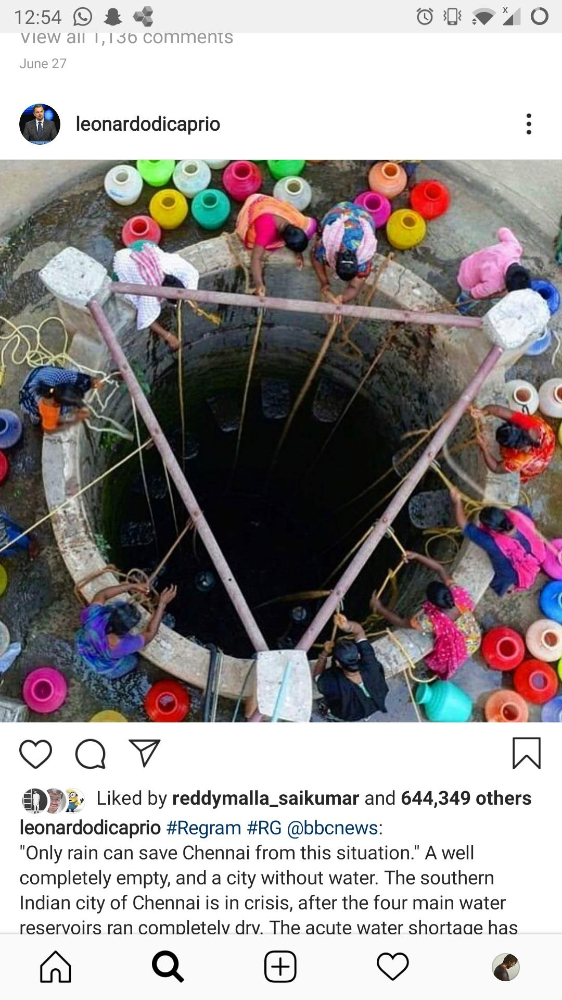 12:54
View all 1,136 comments
June 27
leonardodicaprio
Liked by reddymalla_saikumar and 644,349 others
leonardodicaprio #Regram #RG @bbcnews:
"Only rain can save Chennai from this situation." A well
completely empty, and a city without water. The southern
Indian city of Chennai is in crisis, after the four main water
reservoirs ran completely dry. The acute water shortage has